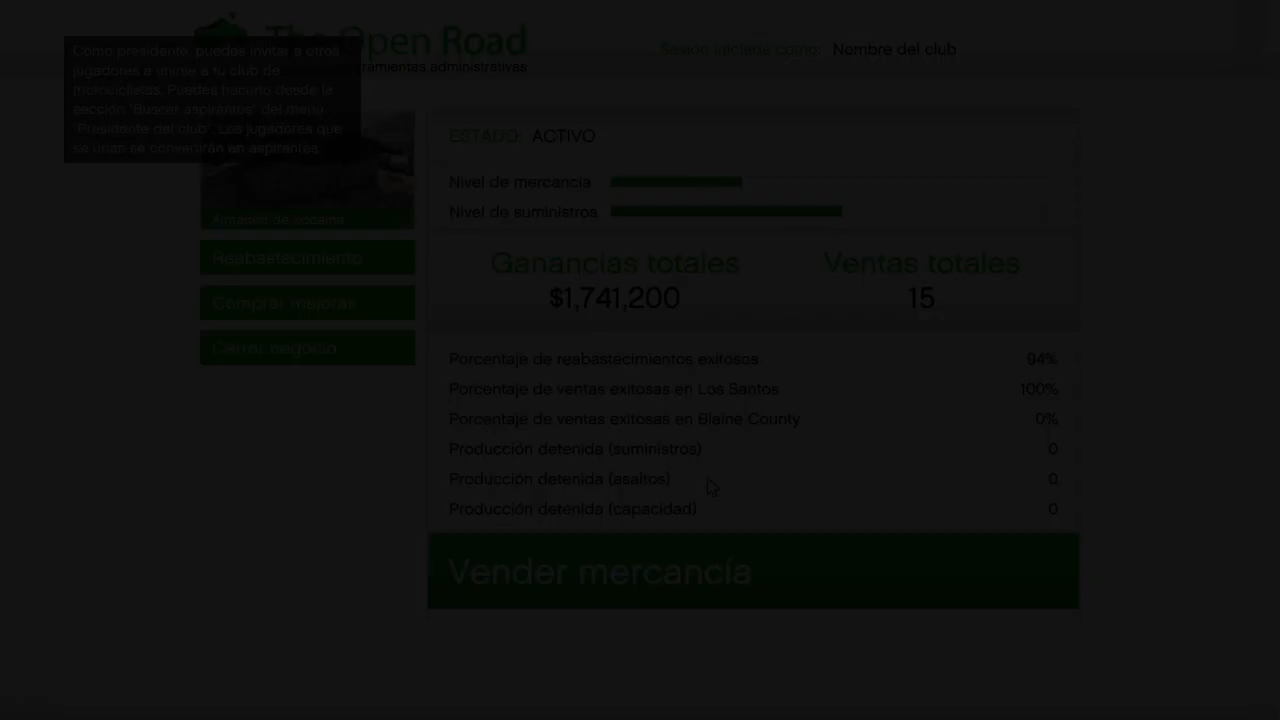 The Open Road
ramientas administrativas
Sesión iniciada como: Nombre del club
Como presidente, puedes invitar a otros
jugadores a unirse a tu club de
motociclistas. Puedes hacerlo desde la
sección "Buscar aspirantes" del menú
"Presidente del club". Los jugadores que
se unan se convertirán en aspirantes.
Almacén de cocaína
Reabastecimiento
Comprar mejoras
Cerrar negocio
ESTADO: ACTIVO
Nivel de mercancía
Nivel de suministros
Ganancias totales
$1,741,200
Ventas totales
15
Porcentaje de reabastecimientos exitosos 94%
Porcentaje de ventas exitosas en Los Santos 100%
Porcentaje de ventas exitosas en Blaine County 0%
Producción detenida (suministros) 0
Producción detenida (asaltos) 0
Producción detenida (capacidad) 0
Vender mercancía